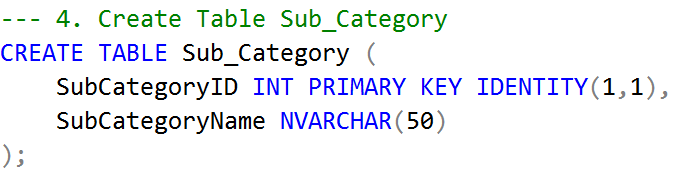 --- 4. Create Table Sub_Category
CREATE TABLE Sub_Category (
    SubCategoryID INT PRIMARY KEY IDENTITY(1,1),
    SubCategoryName NVARCHAR(50)
);